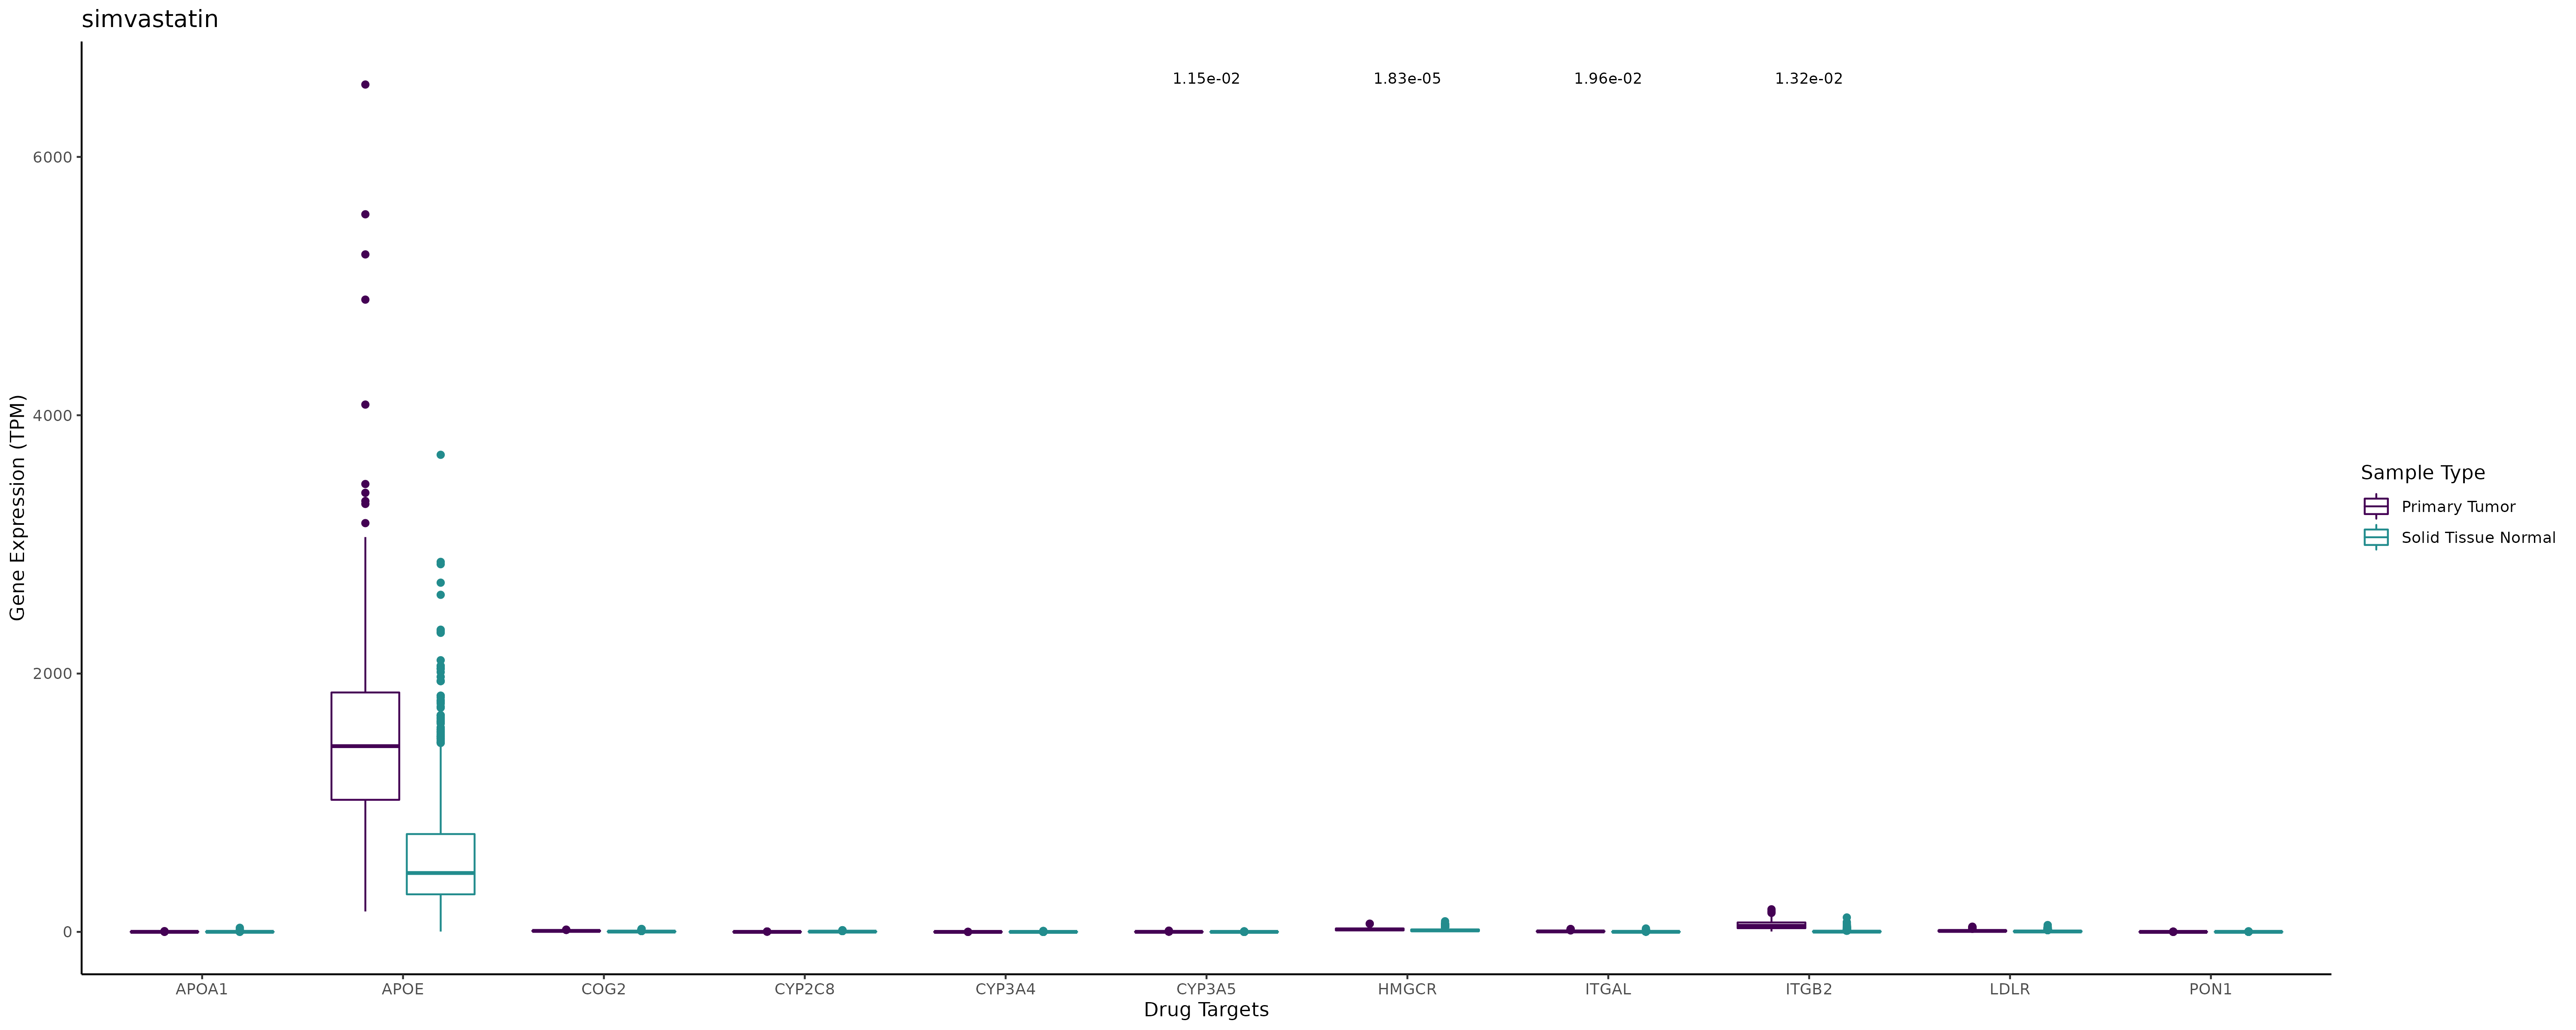 simvastatin
1.15e-02 1.83e-05 1.96e-02 1.32e-02
6000
4000
2000
0
Gene Expression (TPM)
APOA1 APOE COG2 CYP2C8 CYP3A4 CYP3A5 HMGCR ITGAL ITGB2 LDLR PON1
Drug Targets
Sample Type
Primary Tumor
Solid Tissue Normal